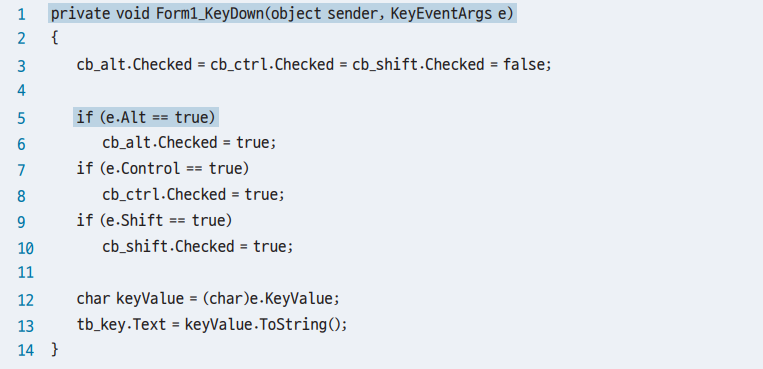 1 private void Form1_KeyDown(object sender, KeyEventArgs e)
2 {
3 cb_alt.Checked = cb_ctrl.Checked = cb_shift.Checked = false;
4
5 if (e.Alt == true)
6 cb_alt.Checked = true;
7 if (e.Control == true)
8 cb_ctrl.Checked = true;
9 if (e.Shift == true)
10 cb_shift.Checked = true;
11
12 char keyValue = (char)e.KeyValue;
13 tb_key.Text = keyValue.ToString();
14 }